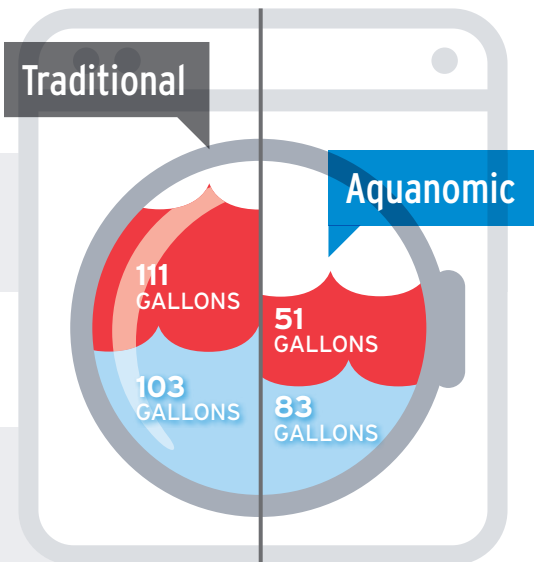 Traditional
Aquanomic
111
GALLONS
103
GALLONS
51
GALLONS
83
GALLONS